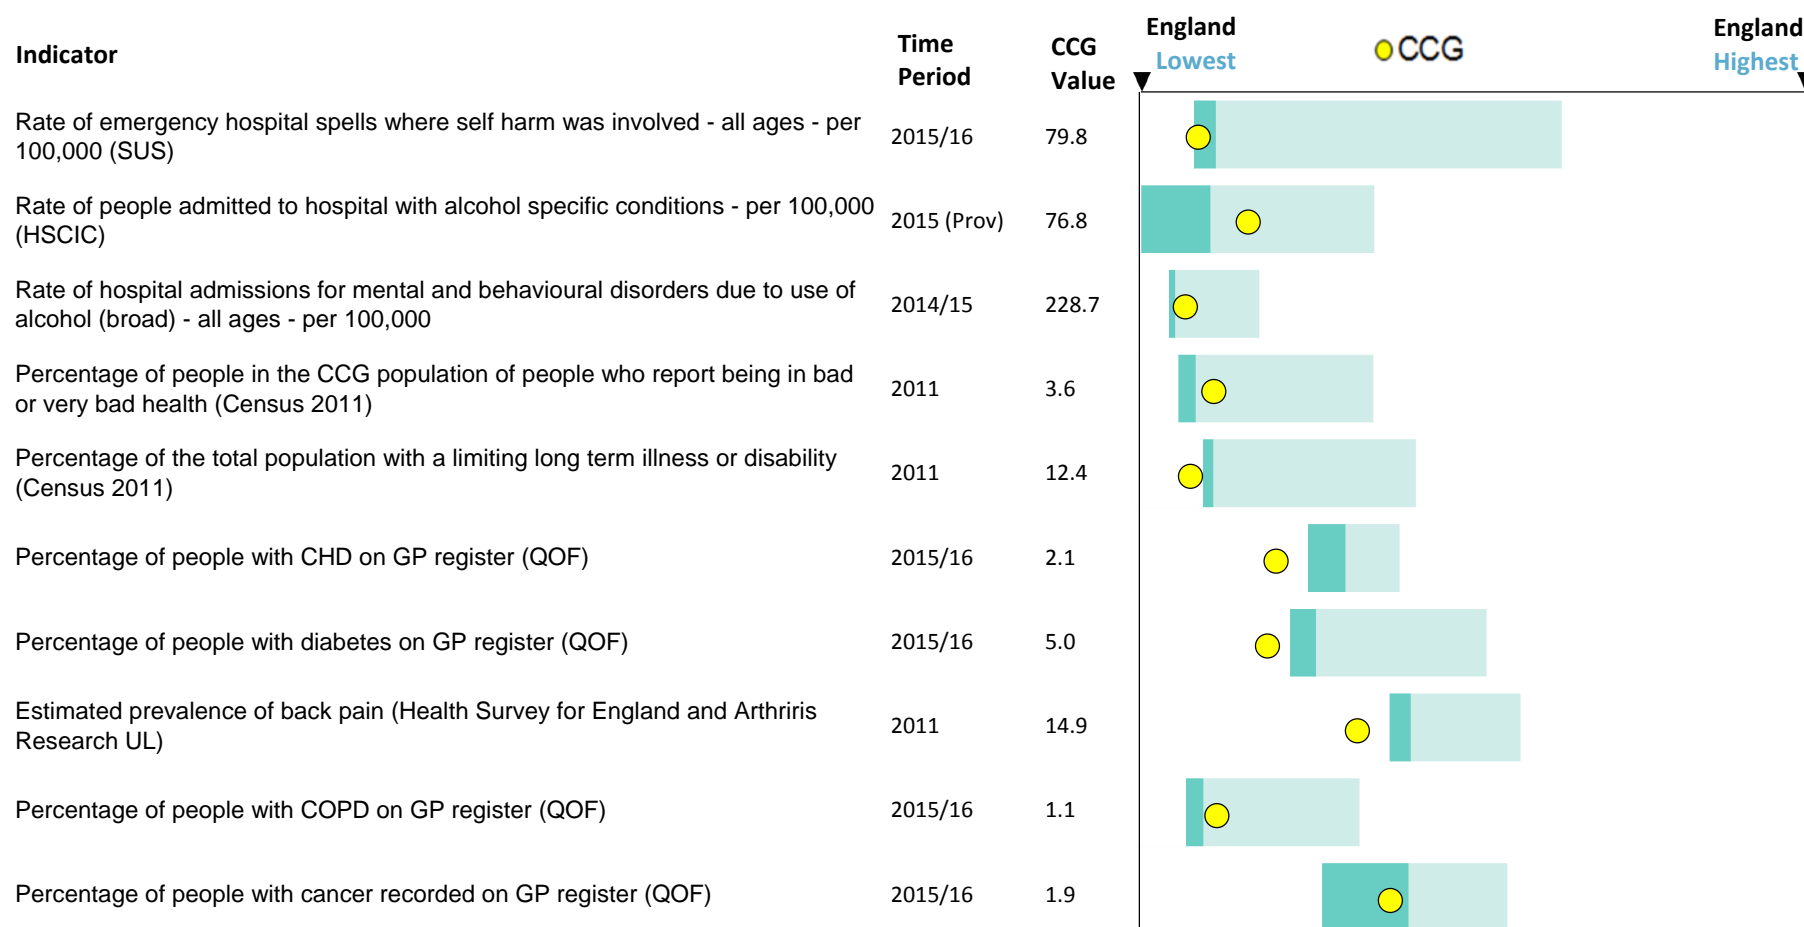 Indicator
Time
Period
CCG
Value
England
Lowest
CCG
England
Highest
Rate of emergency hospital spells where self harm was involved - all ages - per
100,000 (SUS)
2015/16
79.8
Rate of people admitted to hospital with alcohol specific conditions - per 100,000
(HSCIC)
2015 (Prov)
76.8
Rate of hospital admissions for mental and behavioural disorders due to use of
alcohol (broad) - all ages - per 100,000
2014/15
228.7
Percentage of people in the CCG population of people who report being in bad
or very bad health (Census 2011)
2011
3.6
Percentage of the total population with a limiting long term illness or disability
(Census 2011)
2011
12.4
Percentage of people with CHD on GP register (QOF)
2015/16
2.1
Percentage of people with diabetes on GP register (QOF)
2015/16
5.0
Estimated prevalence of back pain (Health Survey for England and Arthriris
Research UL)
2011
14.9
Percentage of people with COPD on GP register (QOF)
2015/16
1.1
Percentage of people with cancer recorded on GP register (QOF)
2015/16
1.9